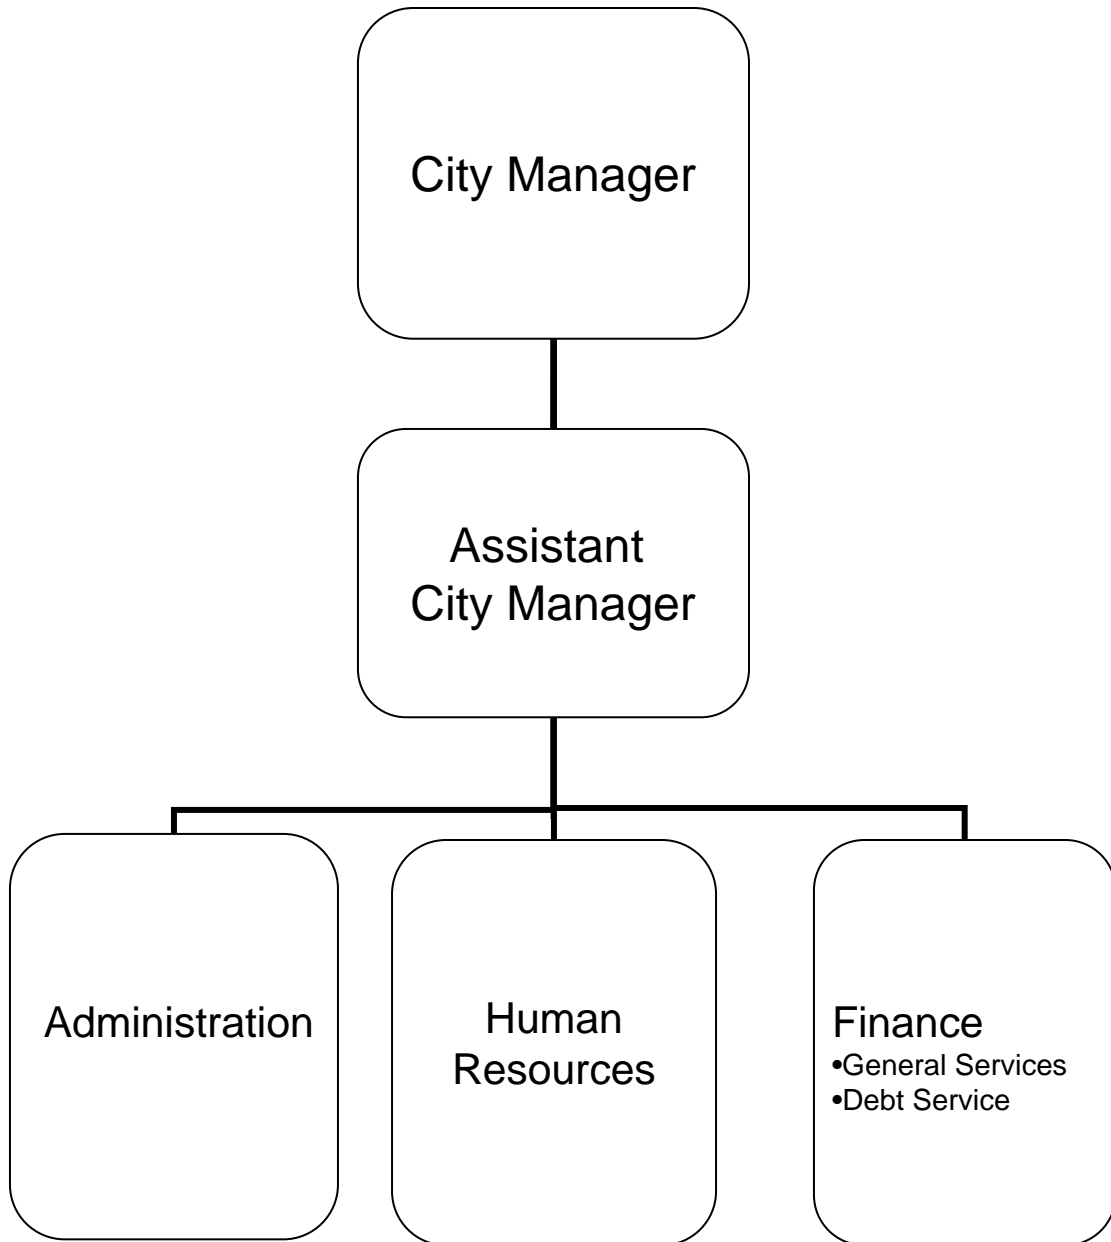 City Manager
Assistant
City Manager
Administration
Human
Resources
Finance
•General Services
•Debt Service